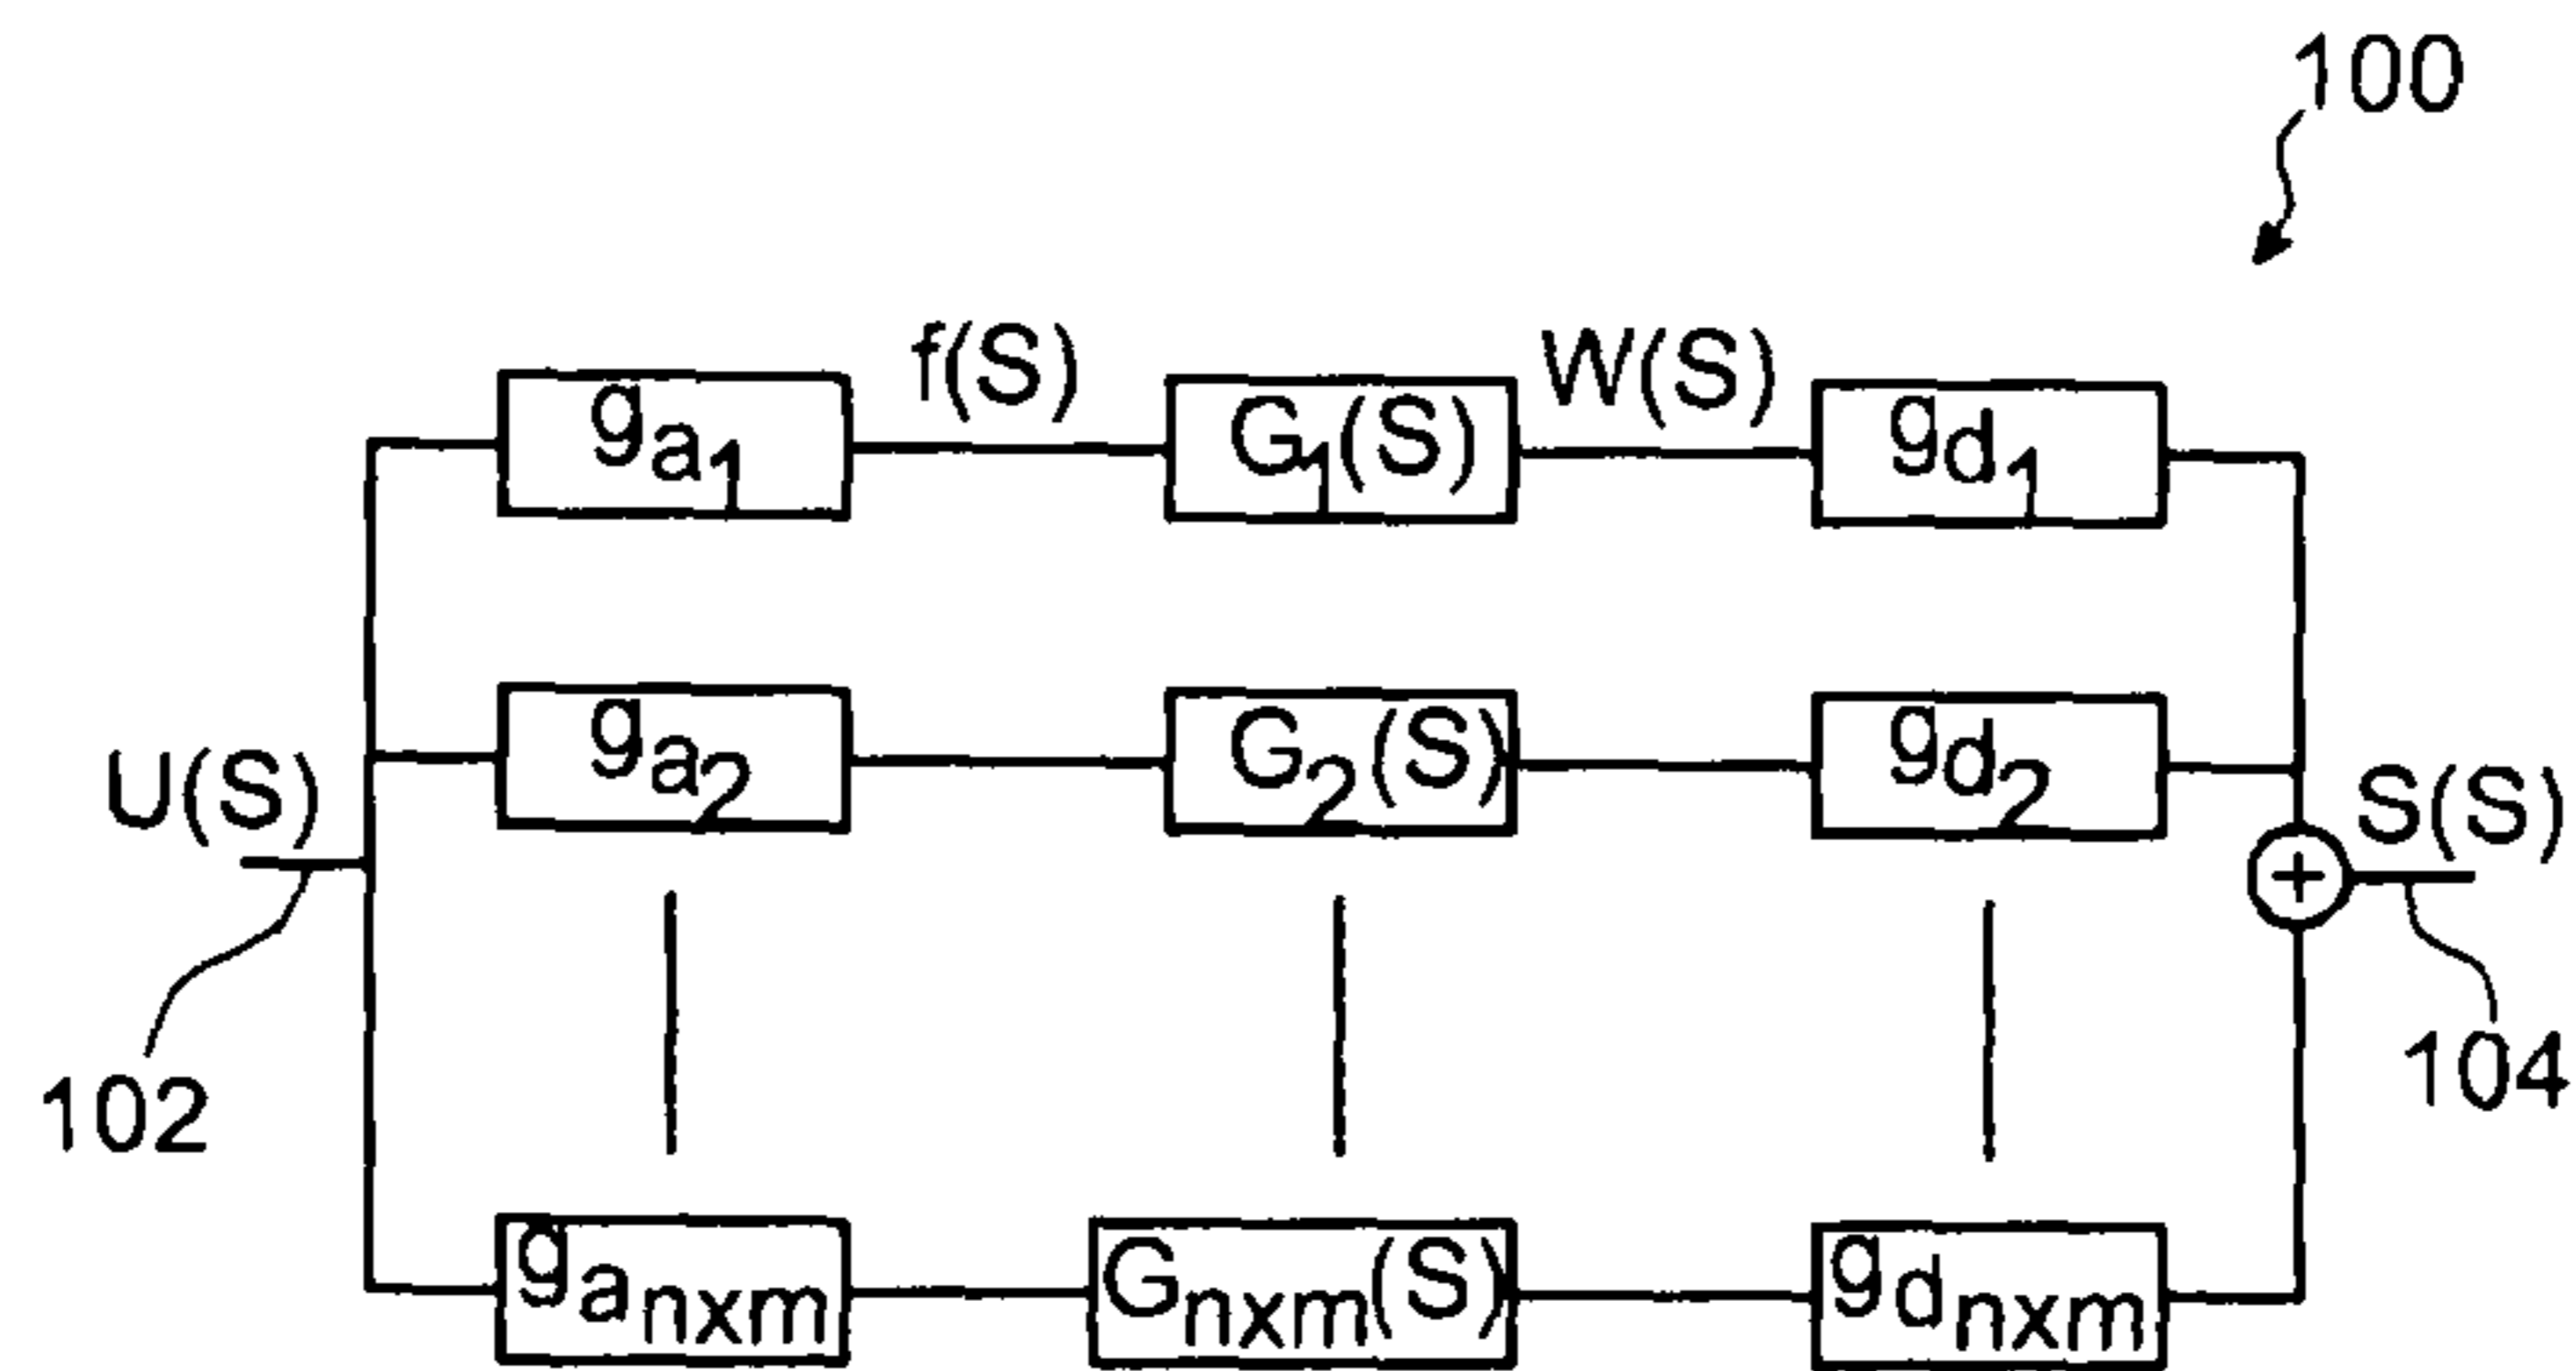 100
f(S) W(S)
ga1 G1(S) gd1
ga2 G2(S) gd2
U(S) S(S)
+
102 104
ganxm Gnxm(S) gdnxm